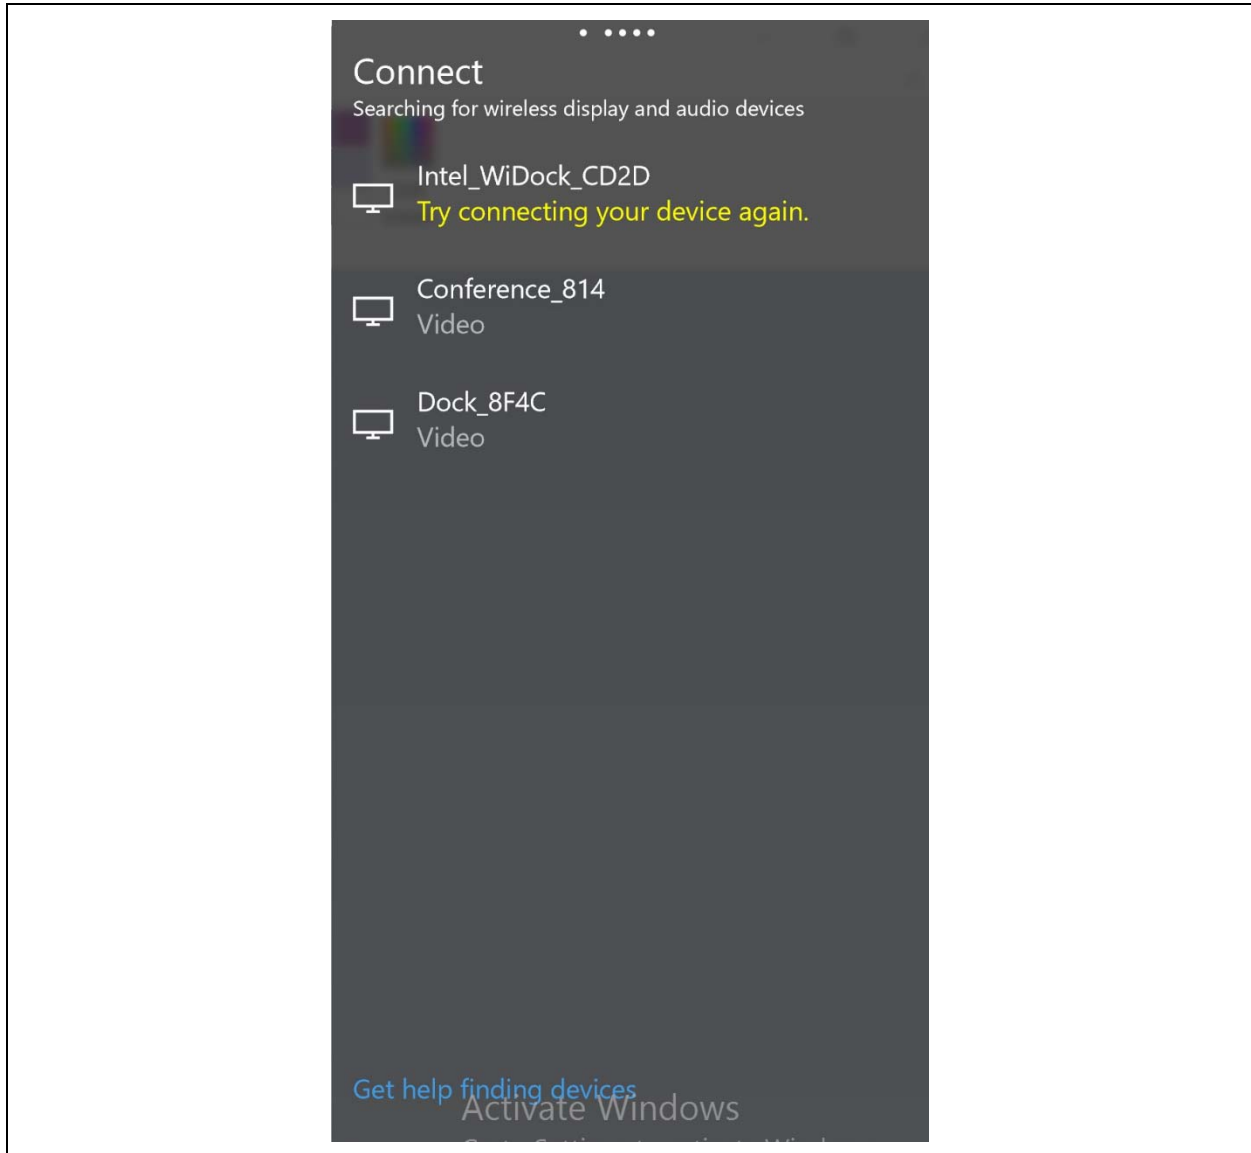 Connect
Searching for wireless display and audio devices
Intel_WiDock_CD2D
Try connecting your device again.
Conference_814
Video
Dock_8F4C
Video
Get help finding devices
Activate Windows